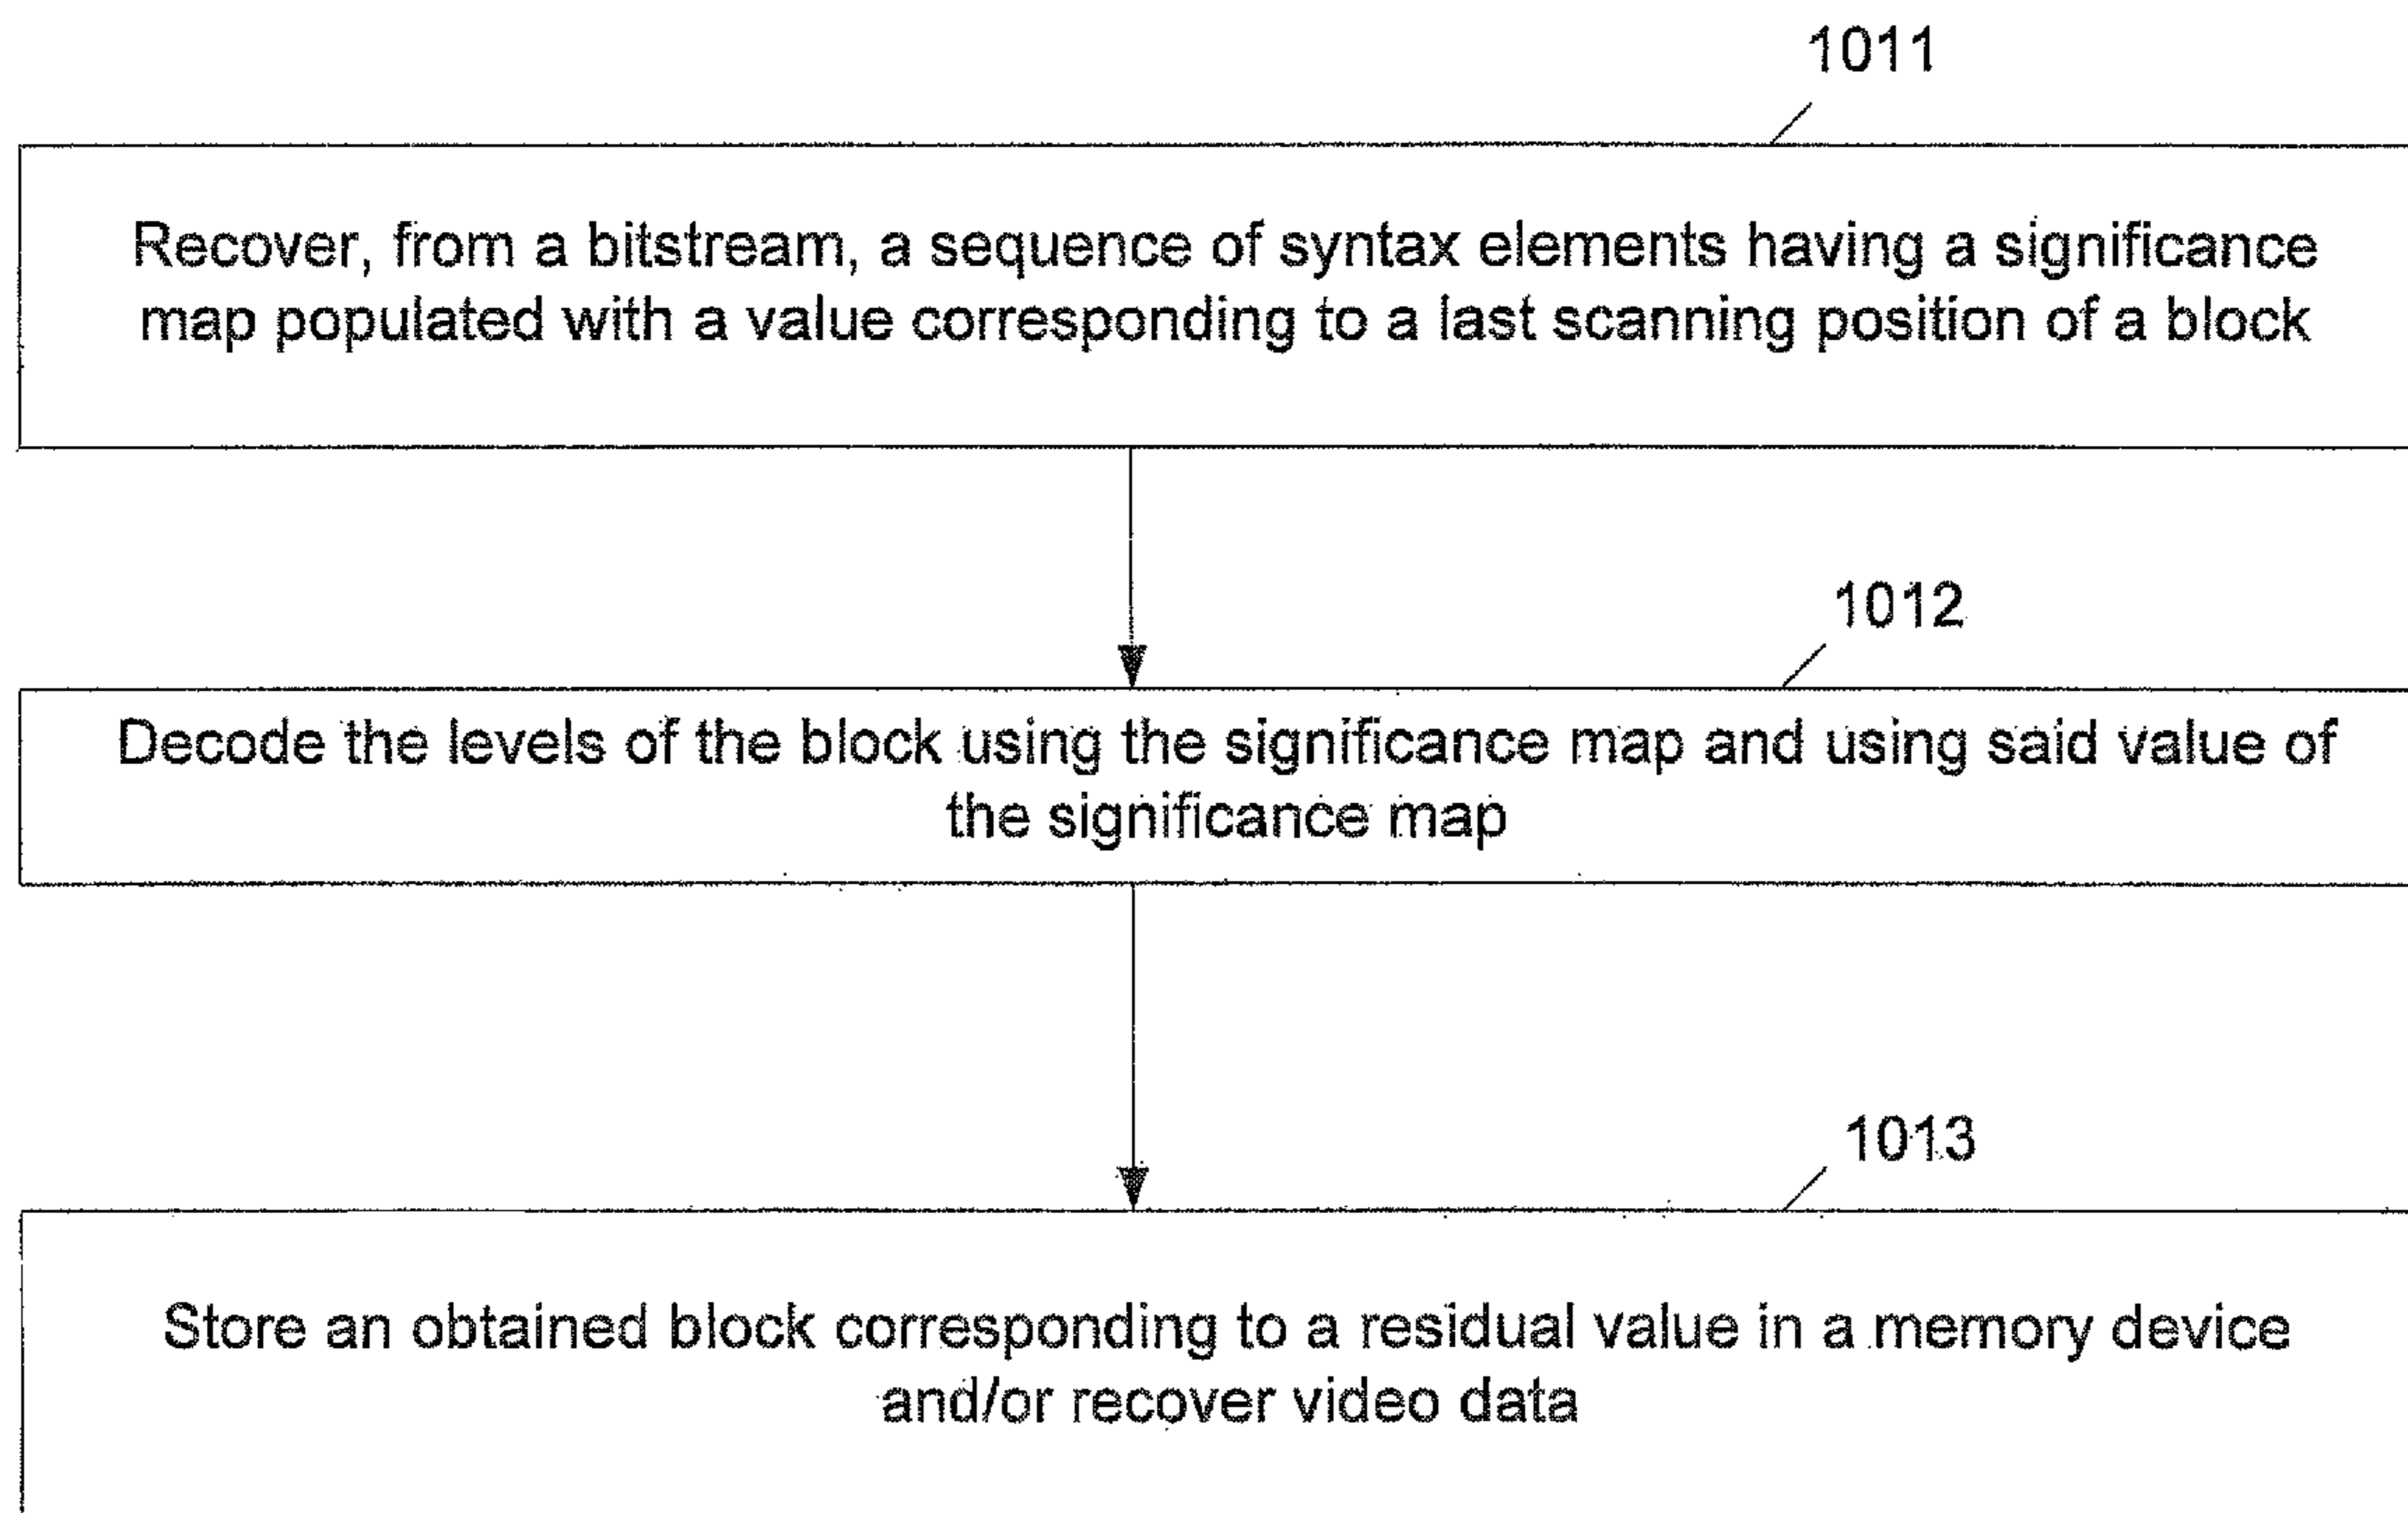 1011
Recover, from a bitstream, a sequence of syntax elements having a significance
map populated with a value corresponding to a last scanning position of a block
1012
Decode the levels of the block using the significance map and using said value of
the significance map
1013
Store an obtained block corresponding to a residual value in a memory device
and/or recover video data